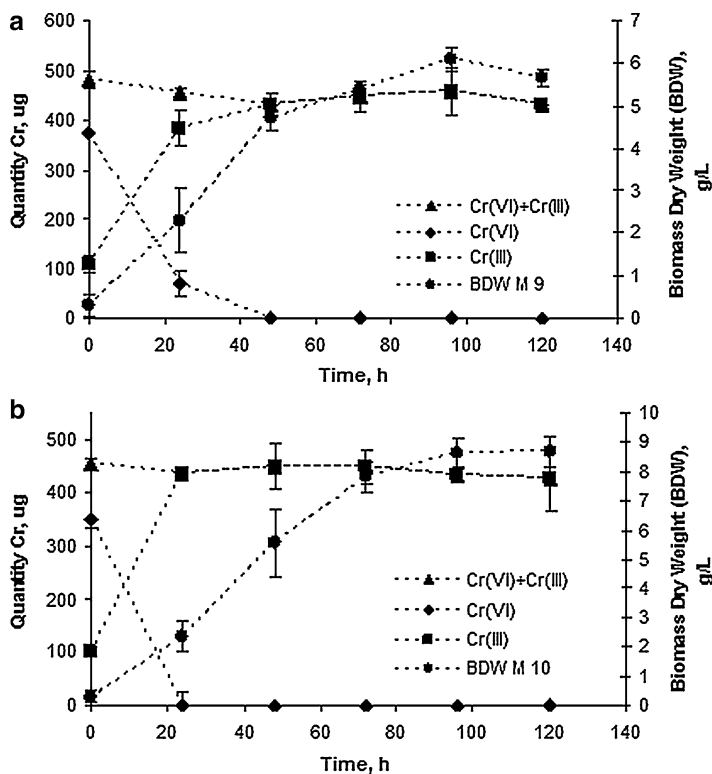 a
600
500
400
300
200
100
0
Quantity Cr, ug
7
6
5
4
3
2
1
0
Biomass Dry Weight (BDW),
g/L
Cr(VI)+Cr(III)
Cr(VI)
Cr(III)
BDW M 9
0 20 40 60 80 100 120 140
Time, h
b
500
400
300
200
100
0
Quantity Cr, ug
10
9
8
7
6
5
4
3
2
1
0
Biomass Dry Weight (BDW),
g/L
Cr(VI)+Cr(III)
Cr(VI)
Cr(III)
BDW M 10
0 20 40 60 80 100 120 140
Time, h